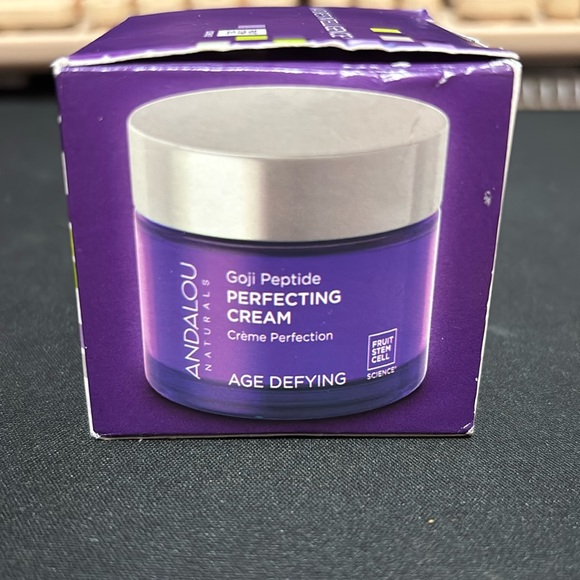 ANDALOU
NATURALS
Goji Peptide
PERFECTING
CREAM
Crème Perfection
AGE DEFYING
FRUIT
STEM
CELL
SCIENCE®